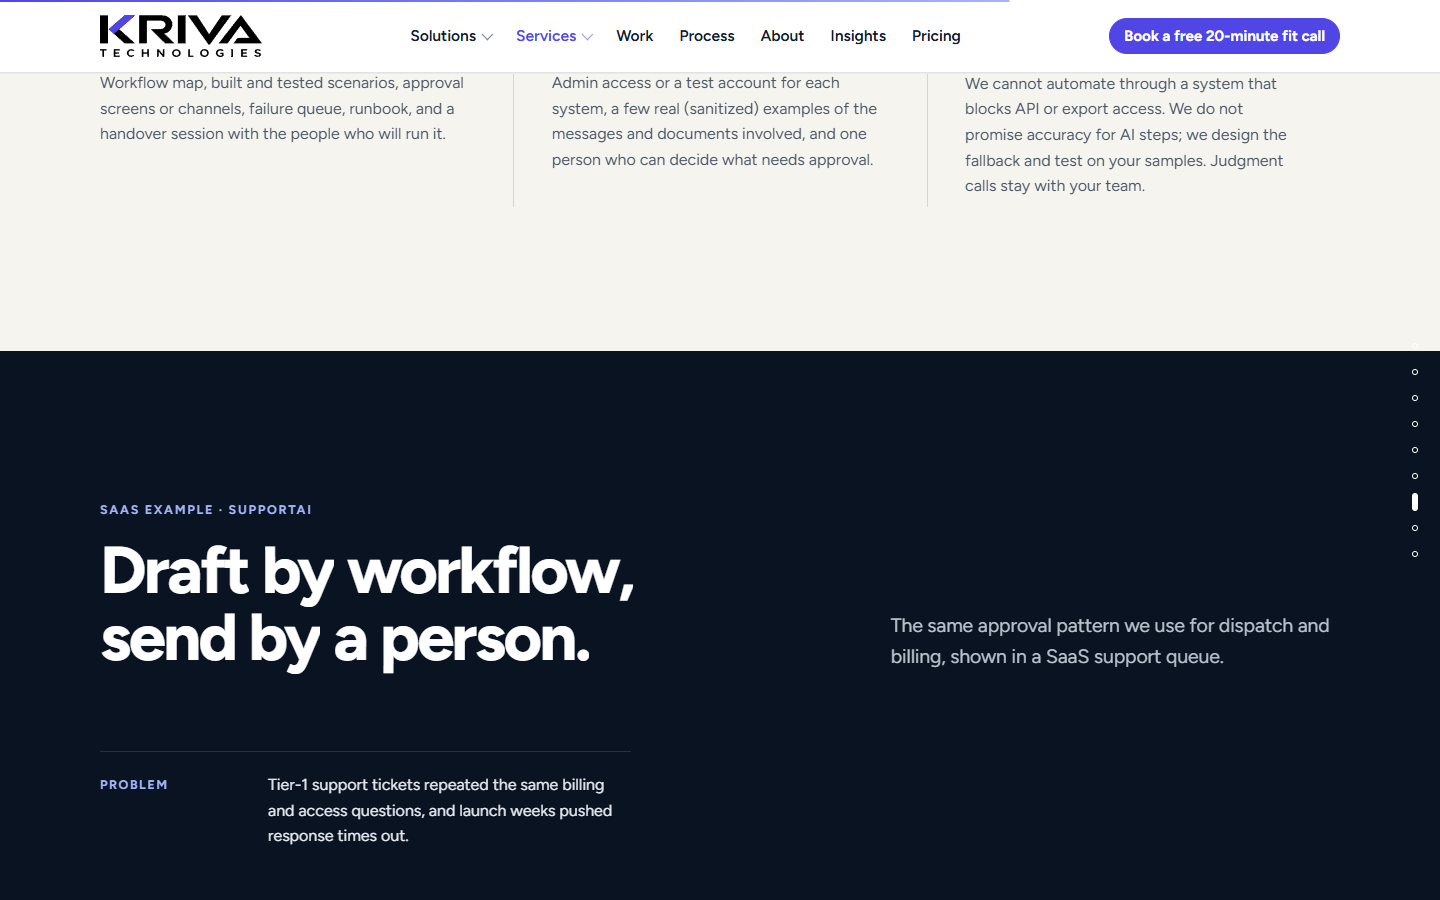 KRIVA
TECHNOLOGIES
Solutions
Services
Work
Process
About
Insights
Pricing
Book a free 20-minute fit call
Workflow map, built and tested scenarios, approval
screens or channels, failure queue, runbook, and a
handover session with the people who will run it.
Admin access or a test account for each
system, a few real (sanitized) examples of the
messages and documents involved, and one
person who can decide what needs approval.
We cannot automate through a system that
blocks API or export access. We do not
promise accuracy for AI steps; we design the
fallback and test on your samples. Judgment
calls stay with your team.
SAAS EXAMPLE · SUPPORTAI
Draft by workflow,
send by a person.
The same approval pattern we use for dispatch and
billing, shown in a SaaS support queue.
PROBLEM
Tier-1 support tickets repeated the same billing
and access questions, and launch weeks pushed
response times out.